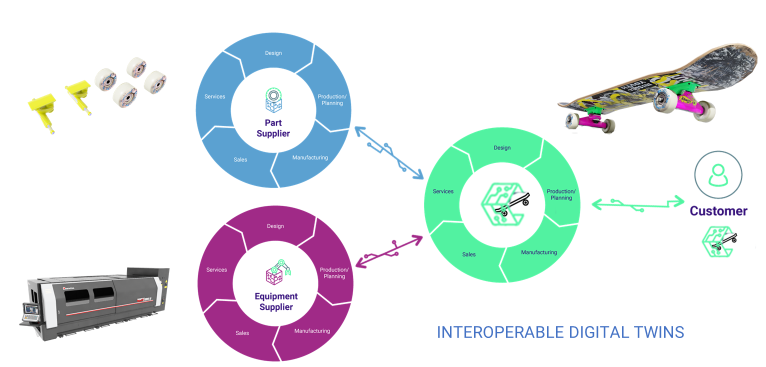 Design
Services
Production/
Planning
Part
Supplier
Sales
Manufacturing
Design
Services
Production/
Planning
Sales
Manufacturing
Customer
Design
Services
Production/
Planning
Equipment
Supplier
Sales
Manufacturing
INTEROPERABLE DIGITAL TWINS